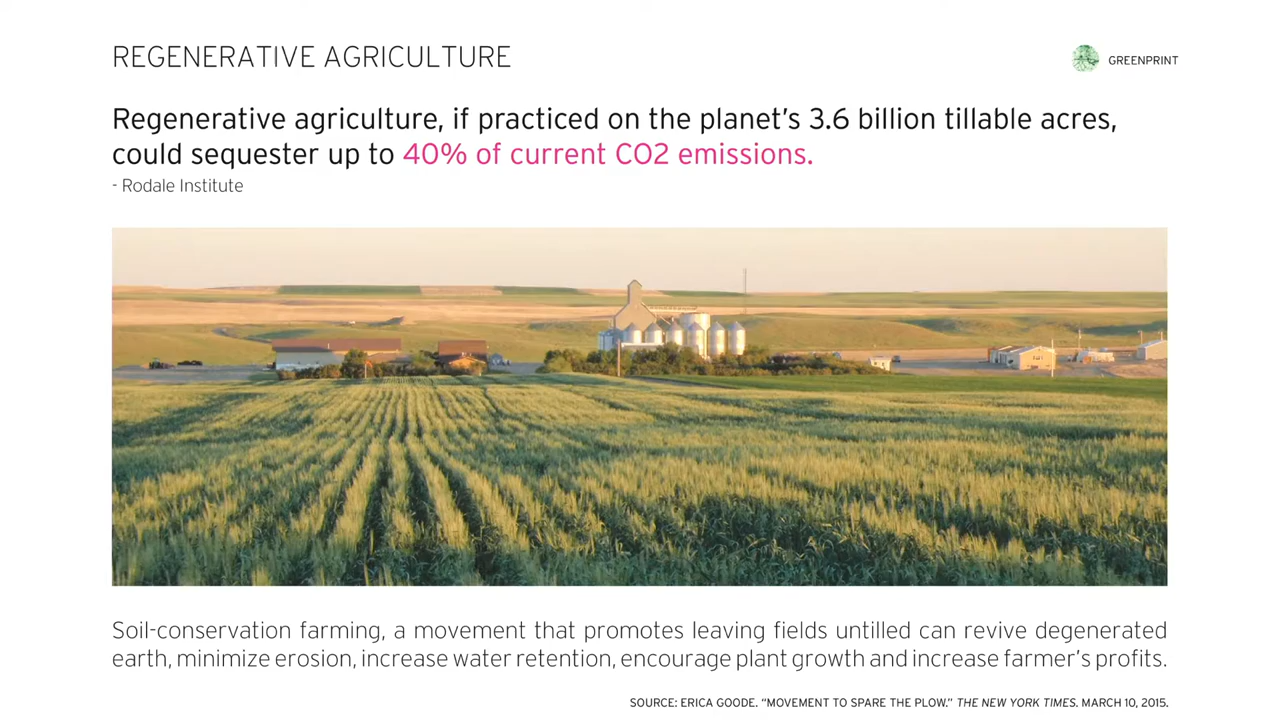 REGENERATIVE AGRICULTURE
GREENPRINT
Regenerative agriculture, if practiced on the planet's 3.6 billion tillable acres,
could sequester up to 40% of current CO2 emissions.
- Rodale Institute
Soil-conservation farming, a movement that promotes leaving fields untilled can revive degenerated
earth, minimize erosion, increase water retention, encourage plant growth and increase farmer's profits.
SOURCE: ERICA GOODE. “MOVEMENT TO SPARE THE PLOW.” THE NEW YORK TIMES. MARCH 10, 2015.